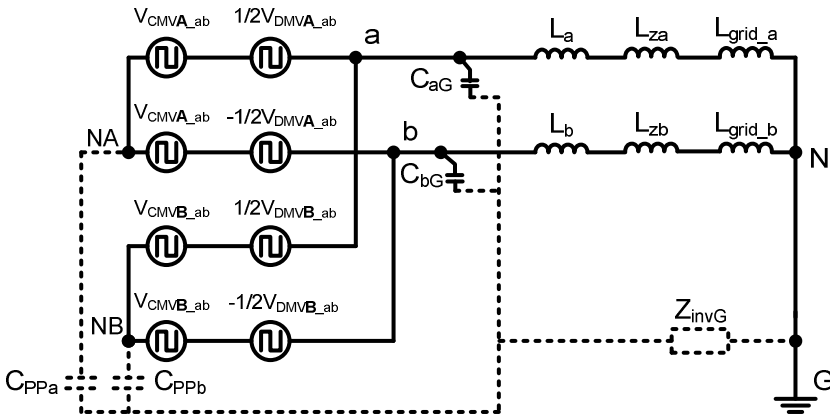 V_CMVA_ab 1/2V_DMVA_ab a L_a L_za L_grid_a
C_aG
NA V_CMVA_ab -1/2V_DMVA_ab b L_b L_zb L_grid_b N
C_bG
V_CMVB_ab 1/2V_DMVB_ab
NB V_CMVB_ab -1/2V_DMVB_ab Z_invG
C_PPa C_PPb G